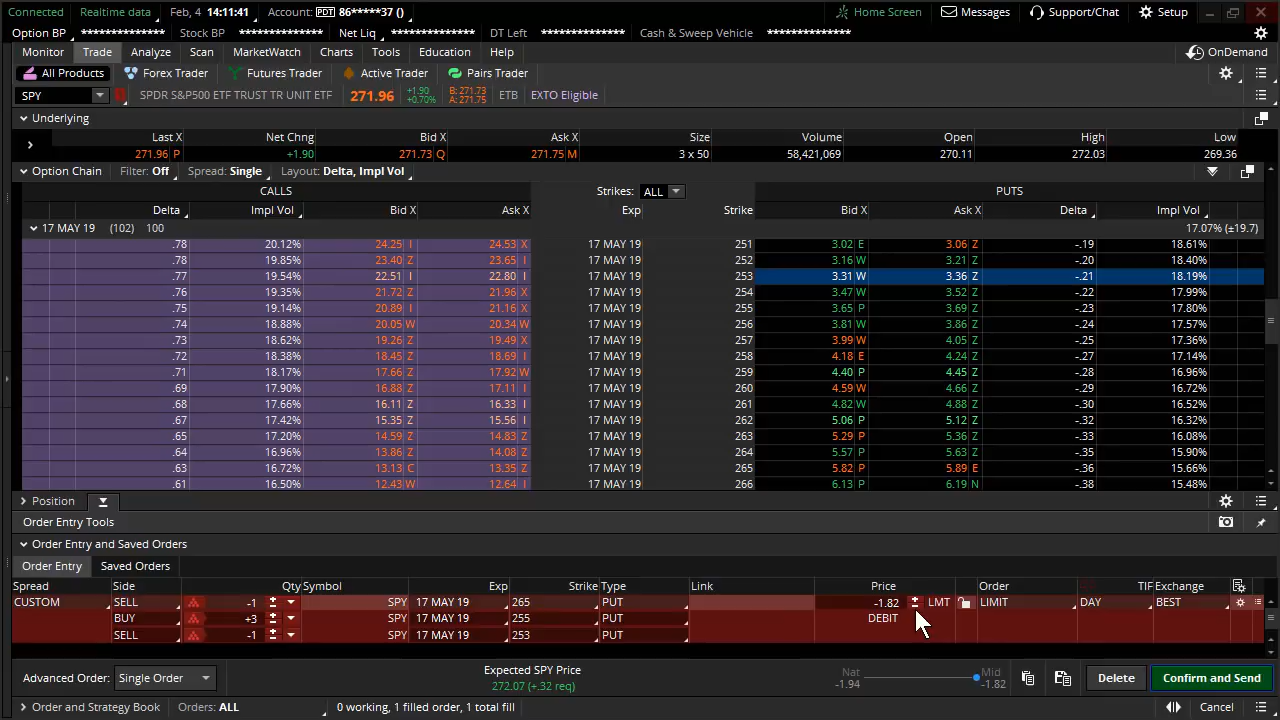 Connected Realtime data Feb, 4 14:11:41 Account: PDT 86*****37 () Home Screen Messages Support/Chat Setup
Option BP ************** Stock BP ************** Net Liq ************** DT Left ************** Cash & Sweep Vehicle **************
Monitor Trade Analyze Scan MarketWatch Charts Tools Education Help OnDemand
All Products Forex Trader Futures Trader Active Trader Pairs Trader
SPY SPDR S&P500 ETF TRUST TR UNIT ETF 271.96 +1.90 +0.70% B: 271.73 A: 271.75 ETB EXTO Eligible
Underlying
Last X Net Chng Bid X Ask X Size Volume Open High Low
271.96 P +1.90 271.73 Q 271.75 M 3 x 50 58,421,069 270.11 272.03 269.36
Option Chain Filter: Off Spread: Single Layout: Delta, Impl Vol
CALLS Strikes: ALL PUTS
Delta Impl Vol Bid X Ask X Exp Strike Bid X Ask X Delta Impl Vol
17 MAY 19 (102) 100 17.07% (±19.7)
.78 20.12% 24.25 I 24.53 X 17 MAY 19 251 3.02 E 3.06 Z -.19 18.61%
.78 19.85% 23.40 Z 23.65 I 17 MAY 19 252 3.16 W 3.21 Z -.20 18.40%
.77 19.54% 22.51 I 22.80 I 17 MAY 19 253 3.31 W 3.36 Z -.21 18.19%
.76 19.35% 21.72 Z 21.96 X 17 MAY 19 254 3.47 W 3.52 Z -.22 17.99%
.75 19.14% 20.89 I 21.16 X 17 MAY 19 255 3.65 P 3.69 Z -.23 17.80%
.74 18.88% 20.05 W 20.34 W 17 MAY 19 256 3.81 W 3.86 Z -.24 17.57%
.73 18.62% 19.26 Z 19.49 X 17 MAY 19 257 3.99 W 4.05 Z -.25 17.36%
.72 18.38% 18.45 Z 18.69 I 17 MAY 19 258 4.18 E 4.24 Z -.27 17.14%
.71 18.17% 17.66 Z 17.92 W 17 MAY 19 259 4.40 P 4.45 Z -.28 16.96%
.69 17.90% 16.88 Z 17.11 I 17 MAY 19 260 4.59 W 4.66 Z -.29 16.72%
.68 17.66% 16.11 Z 16.33 I 17 MAY 19 261 4.82 W 4.88 Z -.30 16.52%
.67 17.42% 15.35 Z 15.56 I 17 MAY 19 262 5.06 P 5.12 Z -.32 16.32%
.65 17.20% 14.59 Z 14.83 Z 17 MAY 19 263 5.29 P 5.36 Z -.33 16.08%
.64 16.96% 13.86 Z 14.08 Z 17 MAY 19 264 5.57 P 5.63 Z -.35 15.90%
.63 16.72% 13.13 C 13.35 Z 17 MAY 19 265 5.82 P 5.89 E -.36 15.66%
.61 16.50% 12.43 W 12.64 I 17 MAY 19 266 6.13 P 6.19 N -.38 15.48%
Position
Order Entry Tools
Order Entry and Saved Orders
Order Entry Saved Orders
Spread Side Qty Symbol Exp Strike Type Link Price Order TIF Exchange
CUSTOM SELL -1 SPY 17 MAY 19 265 PUT -1.82 LMT LIMIT DAY BEST
BUY +3 SPY 17 MAY 19 255 PUT DEBIT
SELL -1 SPY 17 MAY 19 253 PUT
Advanced Order: Single Order Expected SPY Price 272.07 (+.32 req) Nat -1.94 Mid -1.82 Delete Confirm and Send
Order and Strategy Book Orders: ALL 0 working, 1 filled order, 1 total fill Cancel